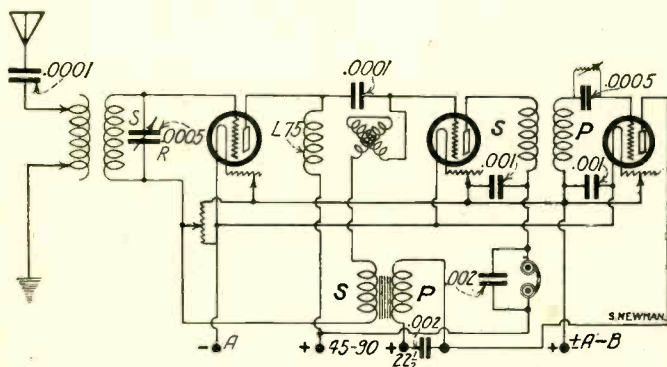 .0001
S
.0005
R
L75
.0001
S
P
.0005
.001
.001
S
P
.002
.002
S. NEWMAN.
- A
+ 45-90
22½
+
+
± A-B